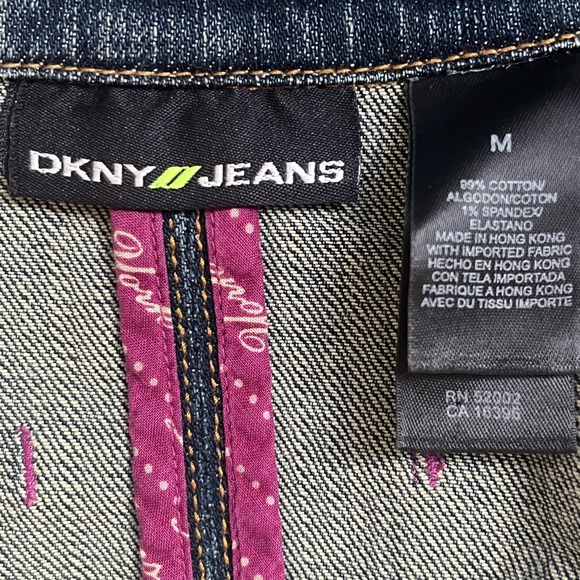 DKNY//JEANS
M
99% COTTON/
ALGODON/COTON
1% SPANDEX/
ELASTANO
MADE IN HONG KONG
WITH IMPORTED FABRIC
HECHO EN HONG KONG
CON TELA IMPORTADA
FABRIQUE A HONG KONG
AVEC DU TISSU IMPORTE
RN 52002
CA 16396